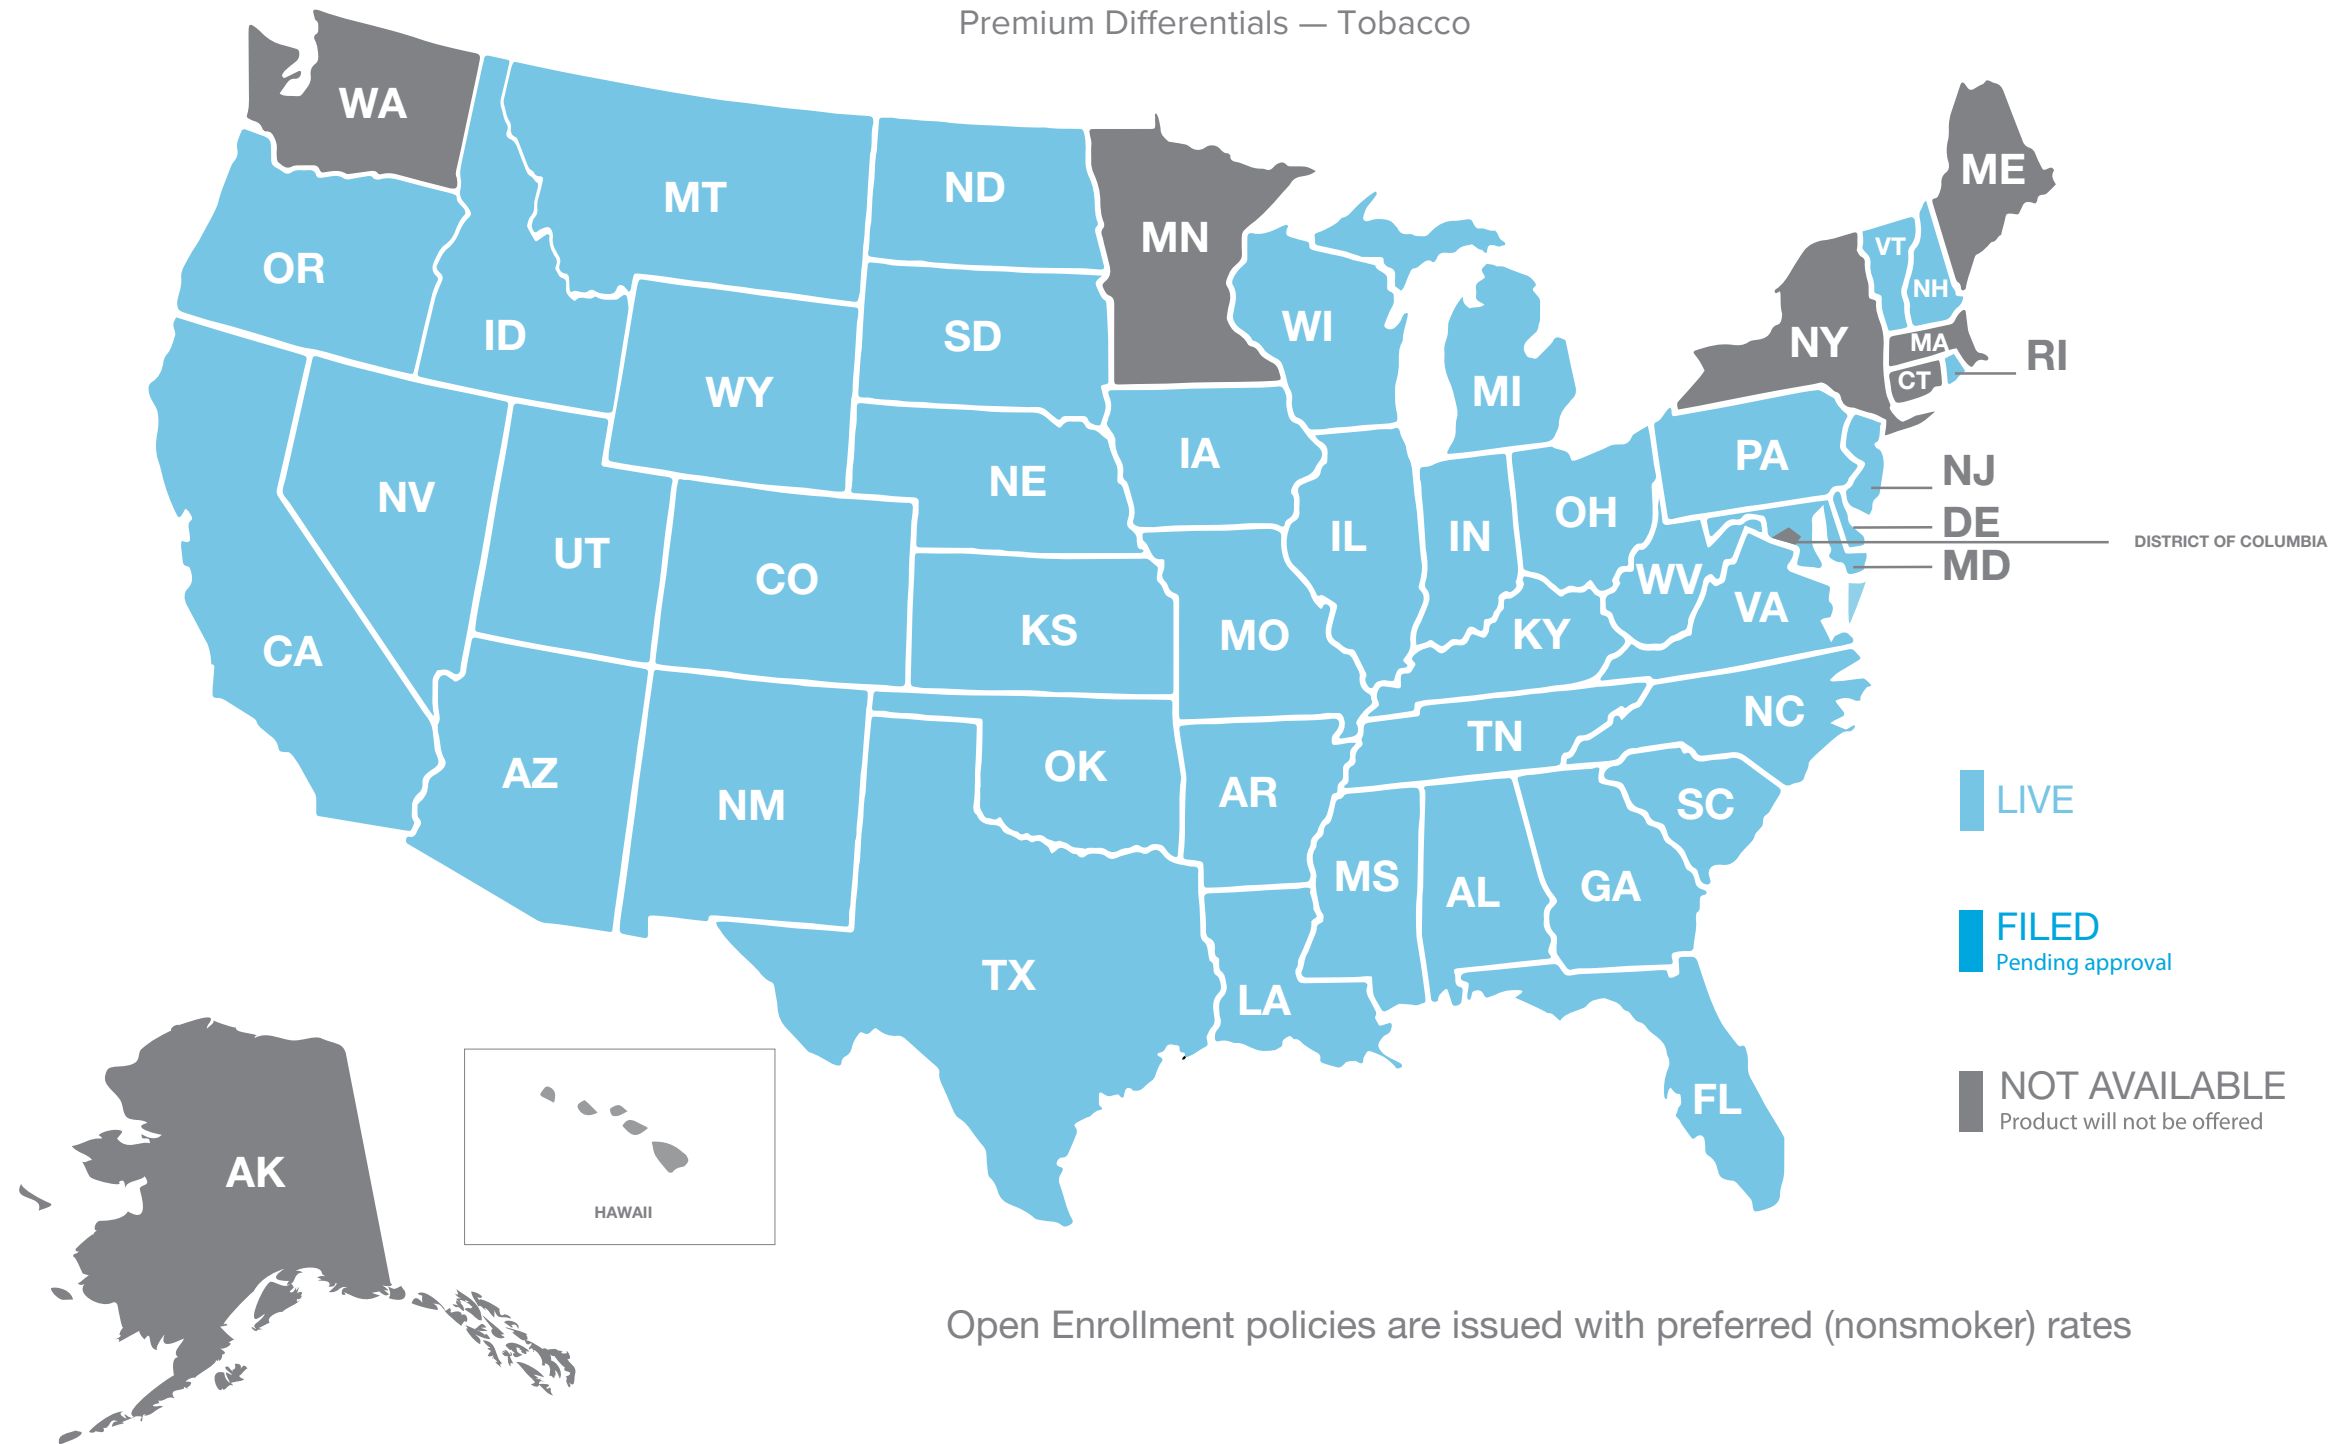 Premium Differentials — Tobacco
WA
MT
ND
MN
ME
OR
ID
SD
WI
VT
NH
NY
MA
CT
RI
WY
MI
IA
NE
PA
NJ
NV
UT
CO
IL
IN
OH
DE
DISTRICT OF COLUMBIA
MD
WV
VA
CA
KS
MO
KY
NC
TN
AZ
NM
OK
AR
SC
MS
AL
GA
LIVE
TX
LA
FILED
Pending approval
FL
NOT AVAILABLE
Product will not be offered
AK
HAWAII
Open Enrollment policies are issued with preferred (nonsmoker) rates